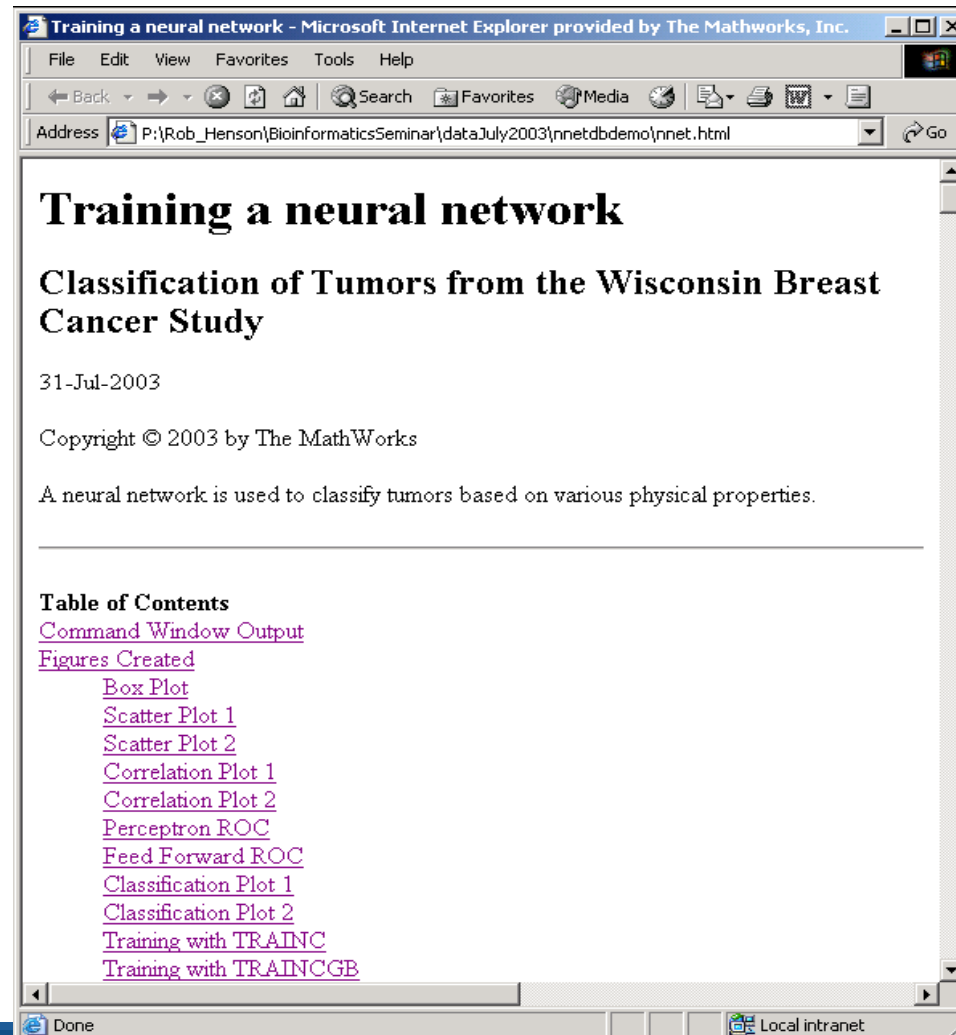 Training a neural network - Microsoft Internet Explorer provided by The Mathworks, Inc.
File Edit View Favorites Tools Help
Back Search Favorites Media
Address P:\Rob_Henson\BioinformaticsSeminar\dataJuly2003\nnetdbdemo\nnet.html Go
Training a neural network
Classification of Tumors from the Wisconsin Breast
Cancer Study
31-Jul-2003
Copyright © 2003 by The MathWorks
A neural network is used to classify tumors based on various physical properties.
Table of Contents
Command Window Output
Figures Created
Box Plot
Scatter Plot 1
Scatter Plot 2
Correlation Plot 1
Correlation Plot 2
Perceptron ROC
Feed Forward ROC
Classification Plot 1
Classification Plot 2
Training with TRAINC
Training with TRAINCGB
Done Local intranet